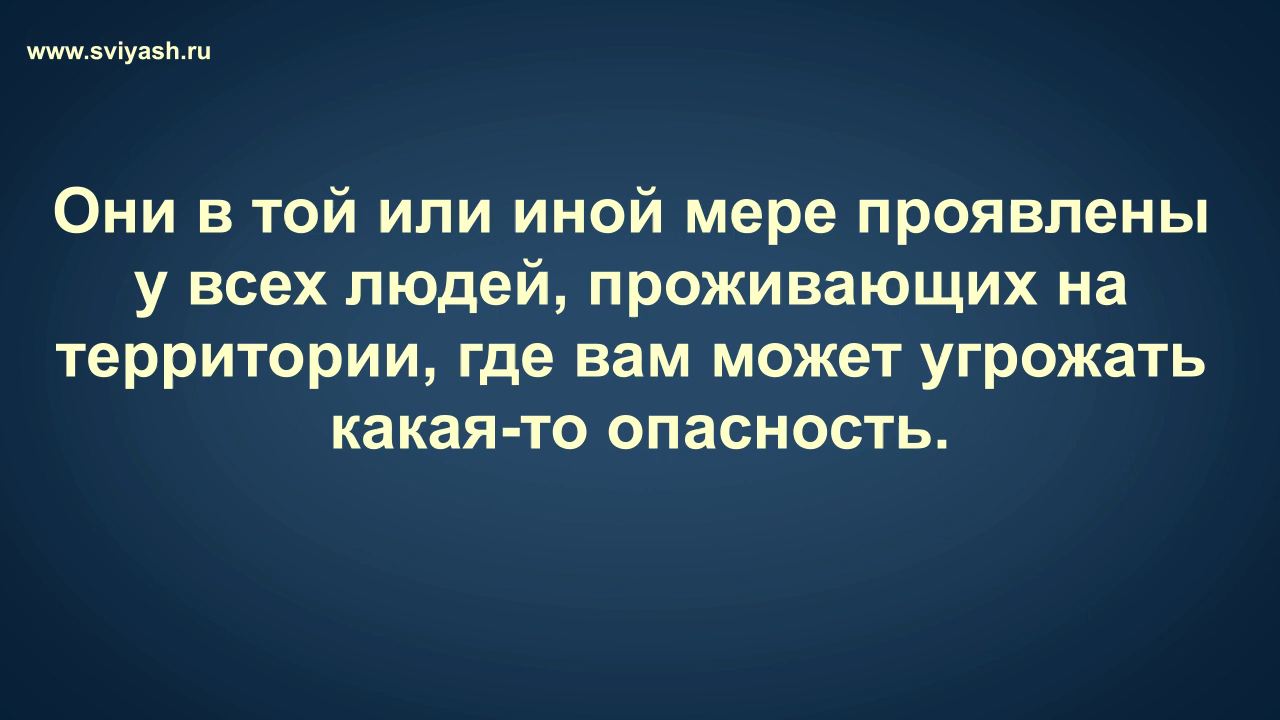 www.sviyash.ru
Они в той или иной мере проявлены
у всех людей, проживающих на
территории, где вам может угрожать
какая-то опасность.